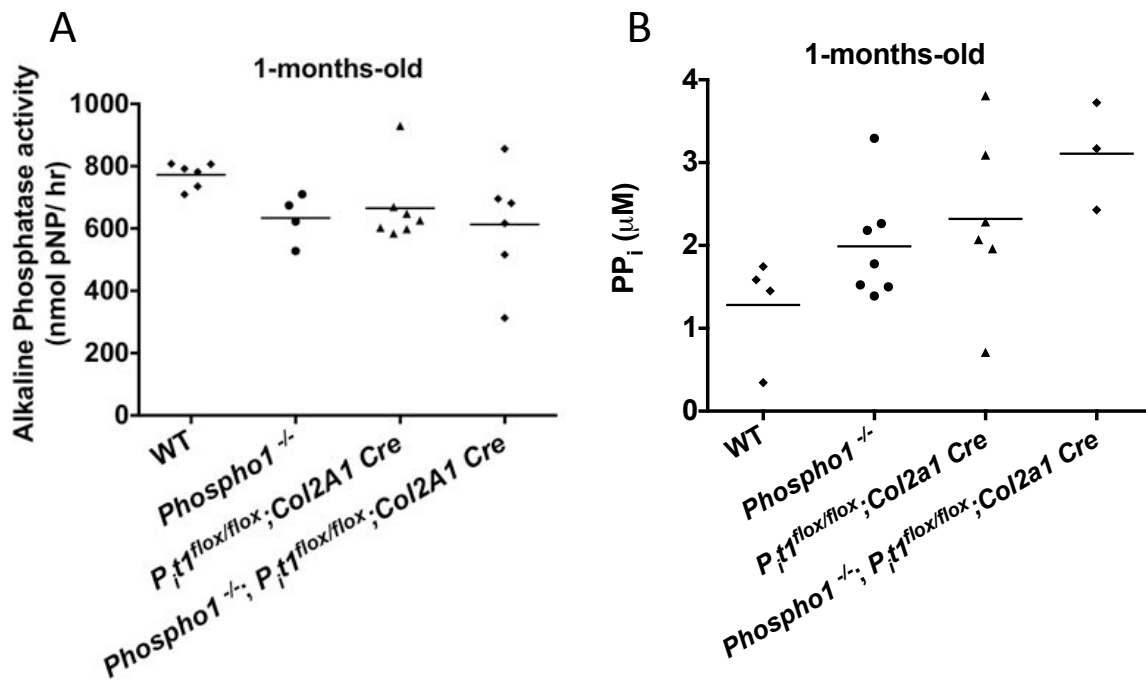 A
1-months-old
Alkaline Phosphatase activity
(nmol pNP/ hr)
1000
800
600
400
200
0
WT
Phospho1 -/-
Pit1flox/flox;Col2A1 Cre
Phospho1 -/-; Pit1flox/flox;Col2A1 Cre
B
1-months-old
PPi (μM)
4
3
2
1
0
WT
Phospho1 -/-
Pit1flox/flox;Col2a1 Cre
Phospho1 -/-; Pit1flox/flox;Col2a1 Cre